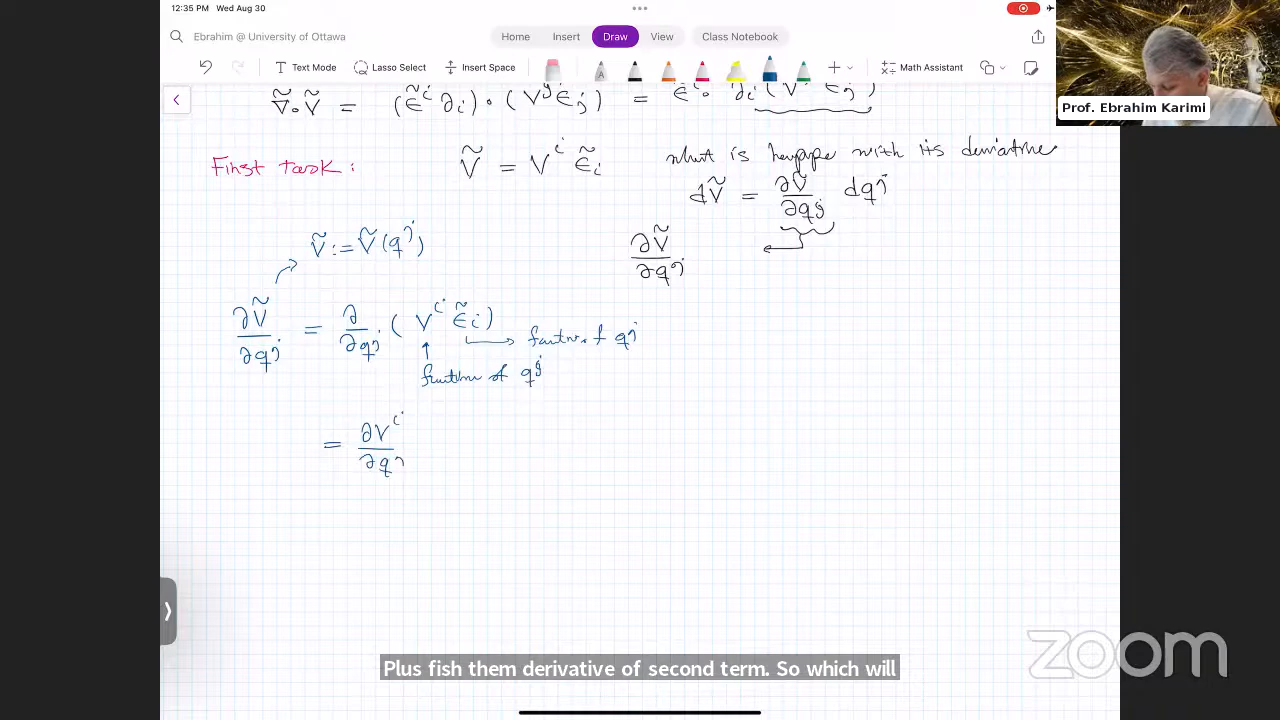 12:35 PM Wed Aug 30
Ebrahim @ University of Ottawa
Home Insert Draw View Class Notebook
Text Mode Lasso Select Insert Space Math Assistant
Prof. Ebrahim Karimi
∇̃∘Ṽ = (ε̃ⁱ ∂ᵢ)·(Vʲ ε̃ⱼ) = ε̃ⁱ · ∂ᵢ(Vʲ ε̃ⱼ)
First task: Ṽ = Vⁱ ε̃ᵢ what is with its derivative
dṼ = ∂Ṽ/∂qʲ dqʲ
Ṽ := Ṽ(qʲ) ∂Ṽ/∂qʲ
∂Ṽ/∂qʲ = ∂/∂qʲ ( Vⁱ ε̃ᵢ )
of qʲ
of qʲ
= ∂Vⁱ/∂qʲ
Plus fish them derivative of second term. So which will
zoom